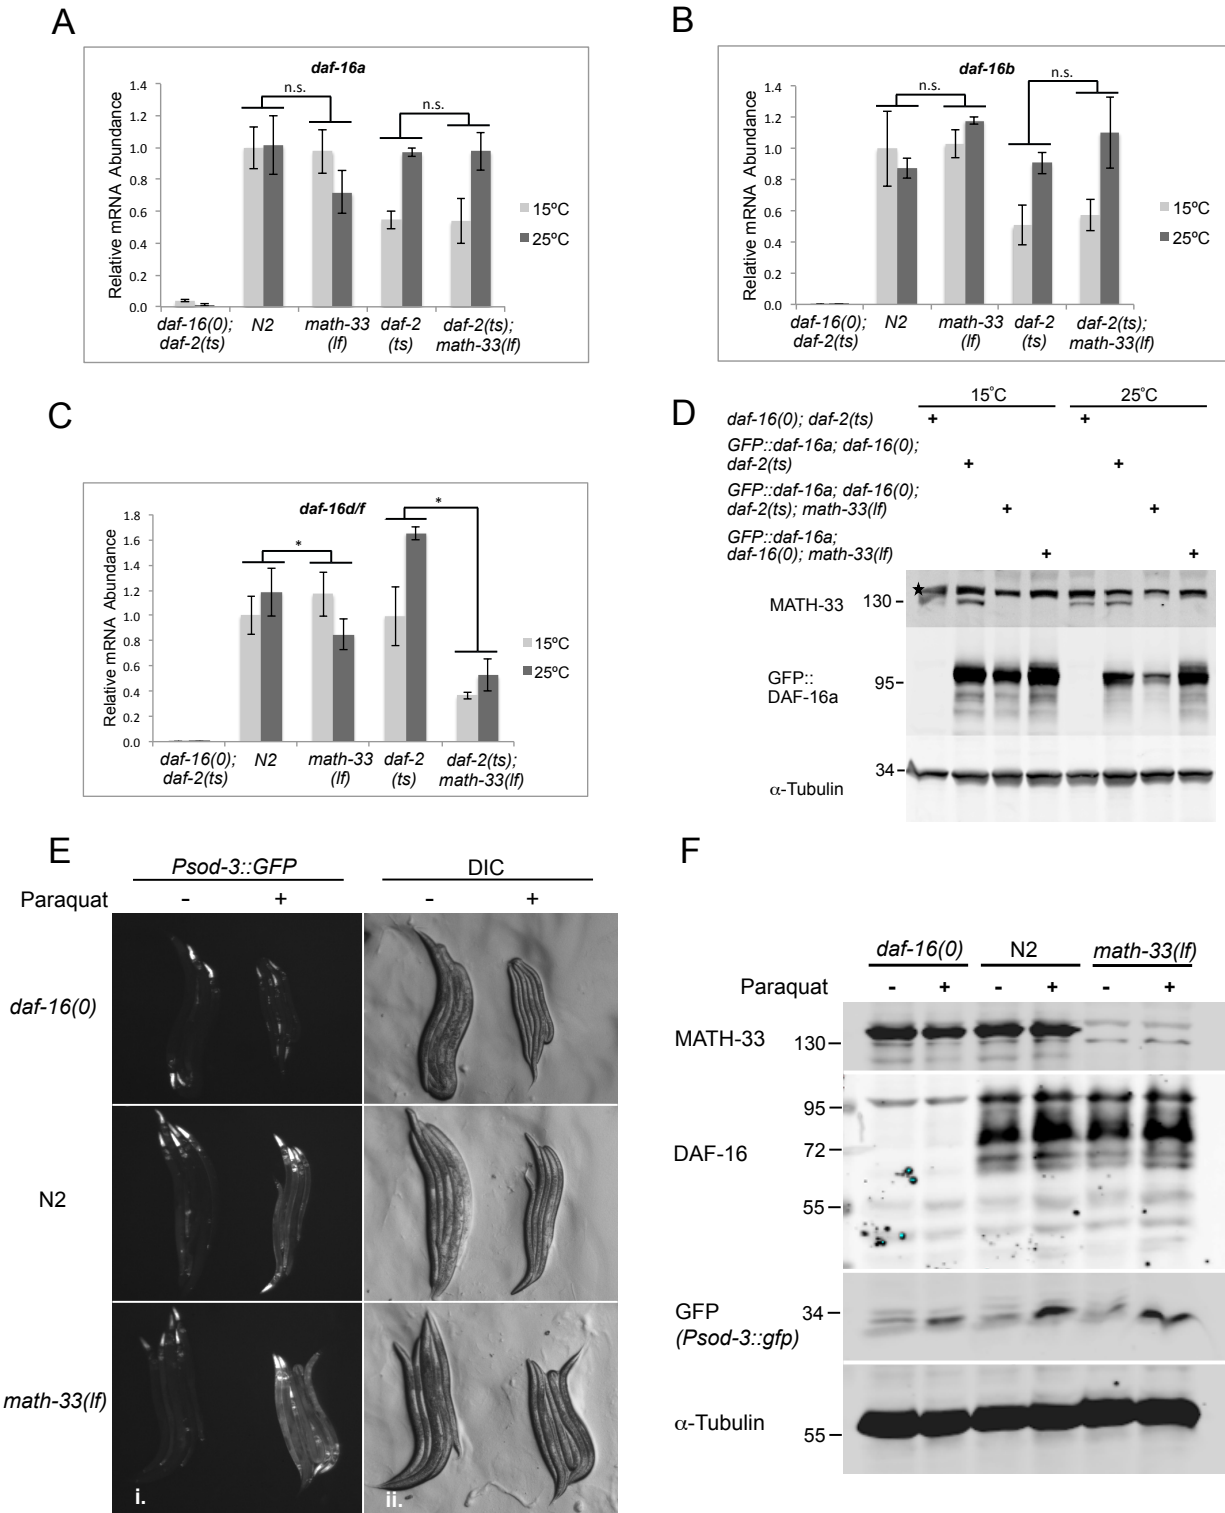 A
daf-16a
Relative mRNA Abundance
1.4
1.2
1.0
0.8
0.6
0.4
0.2
0.0
n.s.
n.s.
15ºC
25ºC
daf-16(0);
daf-2(ts)
N2
math-33
(lf)
daf-2
(ts)
daf-2(ts);
math-33(lf)
B
daf-16b
Relative mRNA Abundance
1.4
1.2
1.0
0.8
0.6
0.4
0.2
0.0
n.s.
n.s.
15ºC
25ºC
daf-16(0);
daf-2(ts)
N2
math-33
(lf)
daf-2
(ts)
daf-2(ts);
math-33(lf)
C
daf-16d/f
Relative mRNA Abundance
1.8
1.6
1.4
1.2
1.0
0.8
0.6
0.4
0.2
0.0
*
*
15ºC
25ºC
daf-16(0);
daf-2(ts)
N2
math-33
(lf)
daf-2
(ts)
daf-2(ts);
math-33(lf)
D
15°C 25°C
daf-16(0); daf-2(ts) + +
GFP::daf-16a; daf-16(0);
daf-2(ts) + +
GFP::daf-16a; daf-16(0);
daf-2(ts); math-33(lf) + +
GFP::daf-16a;
daf-16(0); math-33(lf) + +
MATH-33 130
GFP::
DAF-16a
95
α-Tubulin
34
E
Psod-3::GFP DIC
Paraquat - + - +
daf-16(0)
N2
math-33(lf)
i. ii.
F
daf-16(0) N2 math-33(lf)
Paraquat - + - + - +
MATH-33 130
DAF-16
95
72
55
GFP
(Psod-3::gfp)
34
α-Tubulin
55